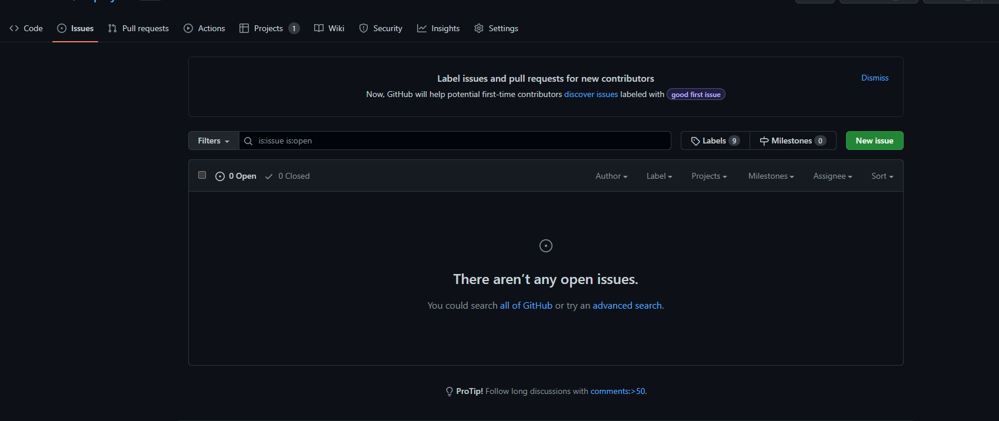 Code Issues Pull requests Actions Projects 1 Wiki Security Insights Settings
Label issues and pull requests for new contributors
Dismiss
Now, GitHub will help potential first-time contributors discover issues labeled with good first issue
Filters is:issue is:open Labels 9 Milestones 0 New issue
0 Open 0 Closed Author Label Projects Milestones Assignee Sort
There aren’t any open issues.
You could search all of GitHub or try an advanced search.
ProTip! Follow long discussions with comments:>50.